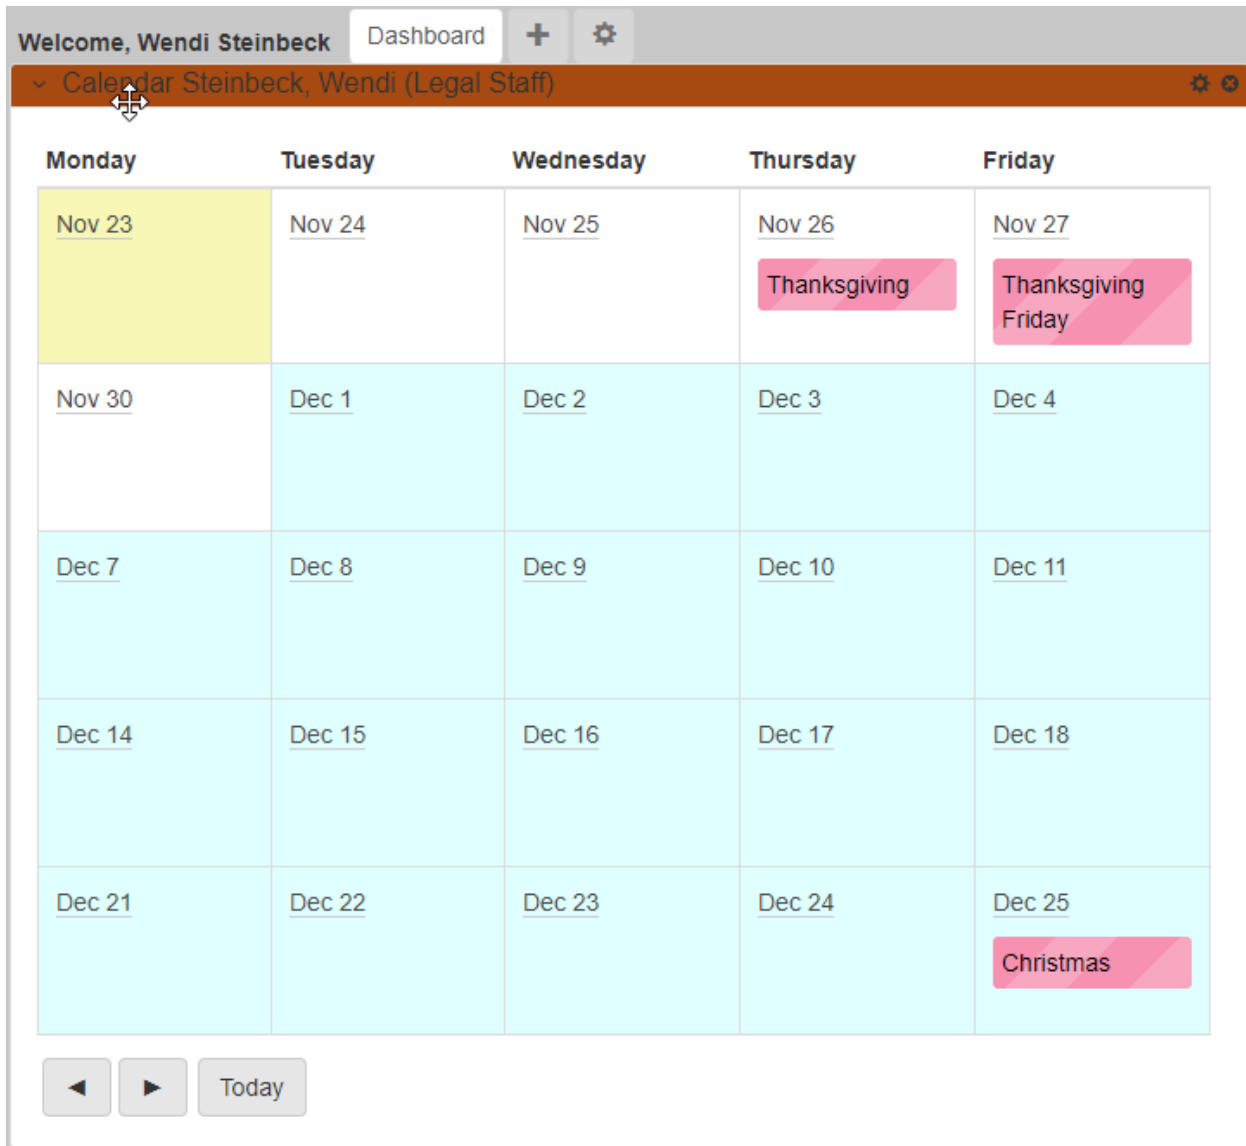 Welcome, Wendi Steinbeck Dashboard
Calendar Steinbeck, Wendi (Legal Staff)
Monday Tuesday Wednesday Thursday Friday
Nov 23 Nov 24 Nov 25 Nov 26 Nov 27
Thanksgiving Thanksgiving
Friday
Nov 30 Dec 1 Dec 2 Dec 3 Dec 4
Dec 7 Dec 8 Dec 9 Dec 10 Dec 11
Dec 14 Dec 15 Dec 16 Dec 17 Dec 18
Dec 21 Dec 22 Dec 23 Dec 24 Dec 25
Christmas
Today